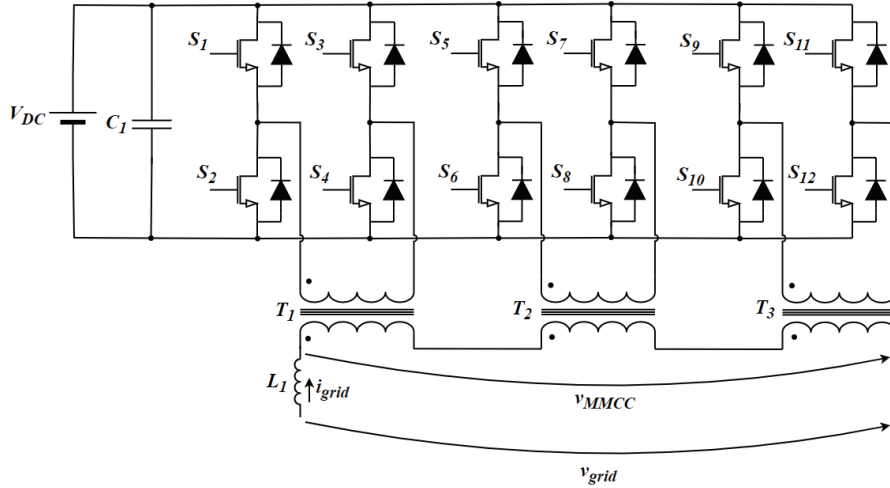 S1 S3 S5 S7 S9 S11
VDC C1
S2 S4 S6 S8 S10 S12
T1 T2 T3
L1 igrid
vMMCC
vgrid